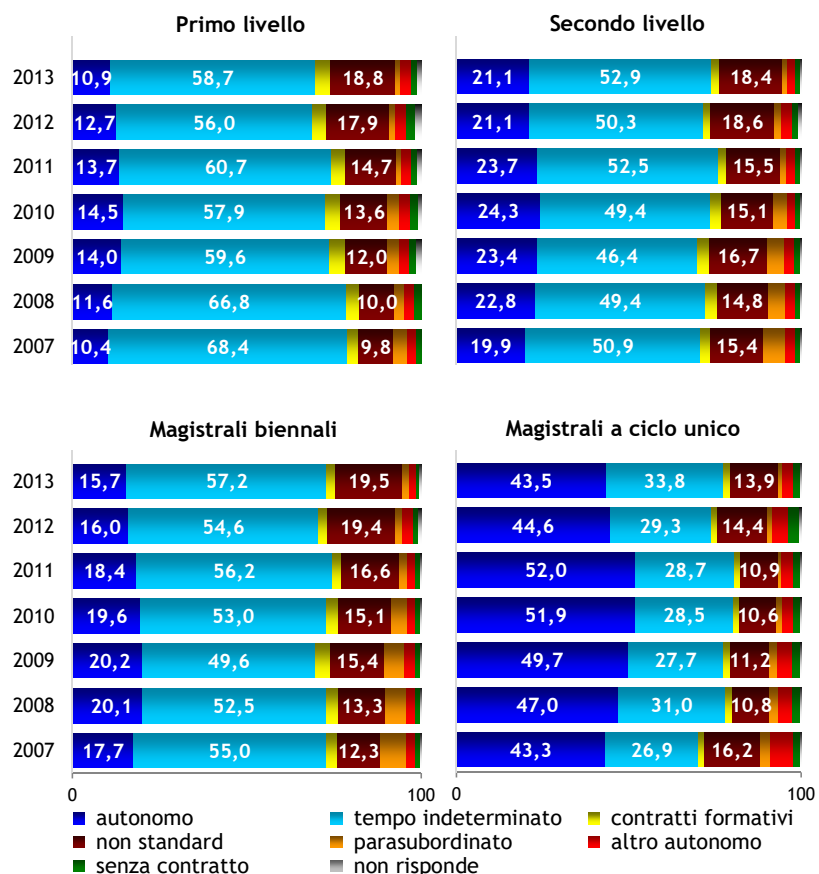 Primo livello
Secondo livello
2013 10,9 58,7 18,8 21,1 52,9 18,4
2012 12,7 56,0 17,9 21,1 50,3 18,6
2011 13,7 60,7 14,7 23,7 52,5 15,5
2010 14,5 57,9 13,6 24,3 49,4 15,1
2009 14,0 59,6 12,0 23,4 46,4 16,7
2008 11,6 66,8 10,0 22,8 49,4 14,8
2007 10,4 68,4 9,8 19,9 50,9 15,4
Magistrali biennali
Magistrali a ciclo unico
2013 15,7 57,2 19,5 43,5 33,8 13,9
2012 16,0 54,6 19,4 44,6 29,3 14,4
2011 18,4 56,2 16,6 52,0 28,7 10,9
2010 19,6 53,0 15,1 51,9 28,5 10,6
2009 20,2 49,6 15,4 49,7 27,7 11,2
2008 20,1 52,5 13,3 47,0 31,0 10,8
2007 17,7 55,0 12,3 43,3 26,9 16,2
0 100 0 100
autonomo tempo indeterminato contratti formativi
non standard parasubordinato altro autonomo
senza contratto non risponde